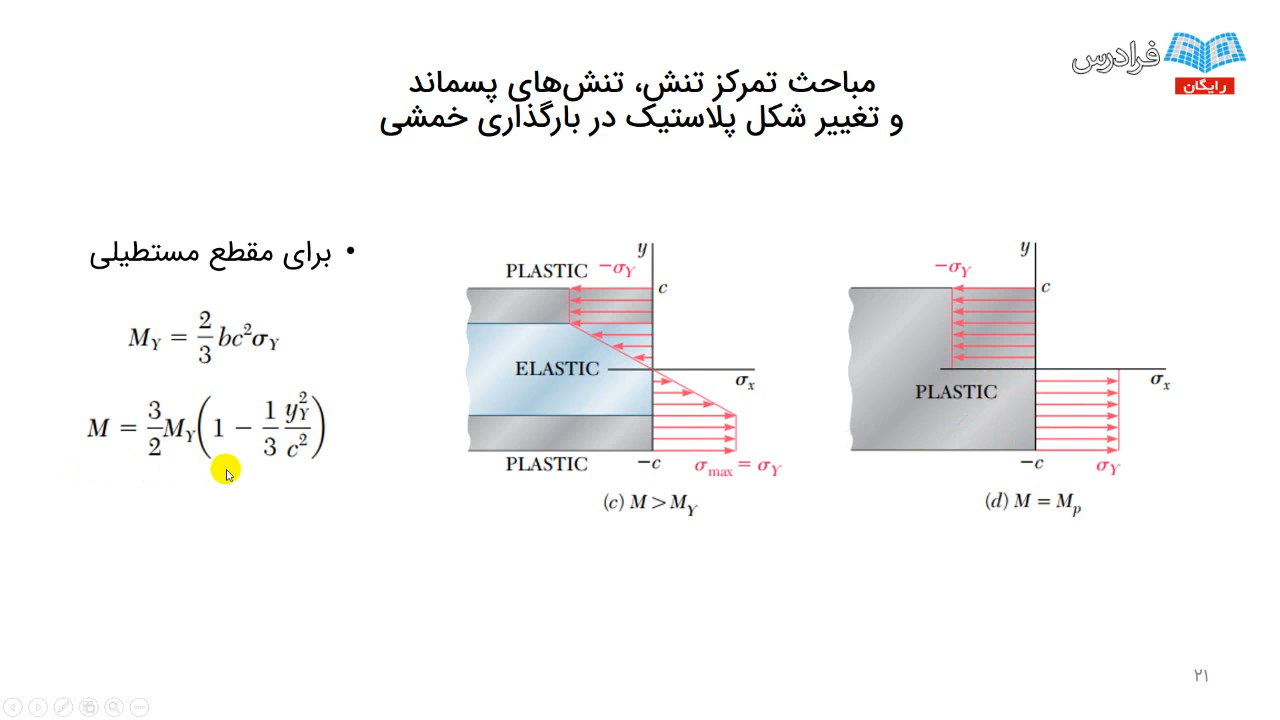 فرادرس
رایگان
مباحث تمرکز تنش، تنش‌های پسماند
و تغییر شکل پلاستیک در بارگذاری خمشی
• برای مقطع مستطیلی
M_Y = 2/3 bc²σ_Y
M = 3/2 M_Y(1 − 1/3 y_Y²/c²)
y
PLASTIC −σ_Y
c
ELASTIC
σ_x
PLASTIC −c σ_max = σ_Y
(c) M > M_Y
y
−σ_Y
c
σ_x
PLASTIC
−c σ_Y
(d) M = M_p
۲۱